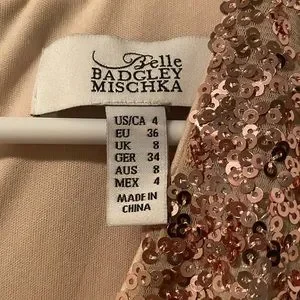 Belle
BADGLEY
MISCHKA
US/CA 4
EU 36
UK 8
GER 34
AUS 8
MEX 4
MADE IN
CHINA